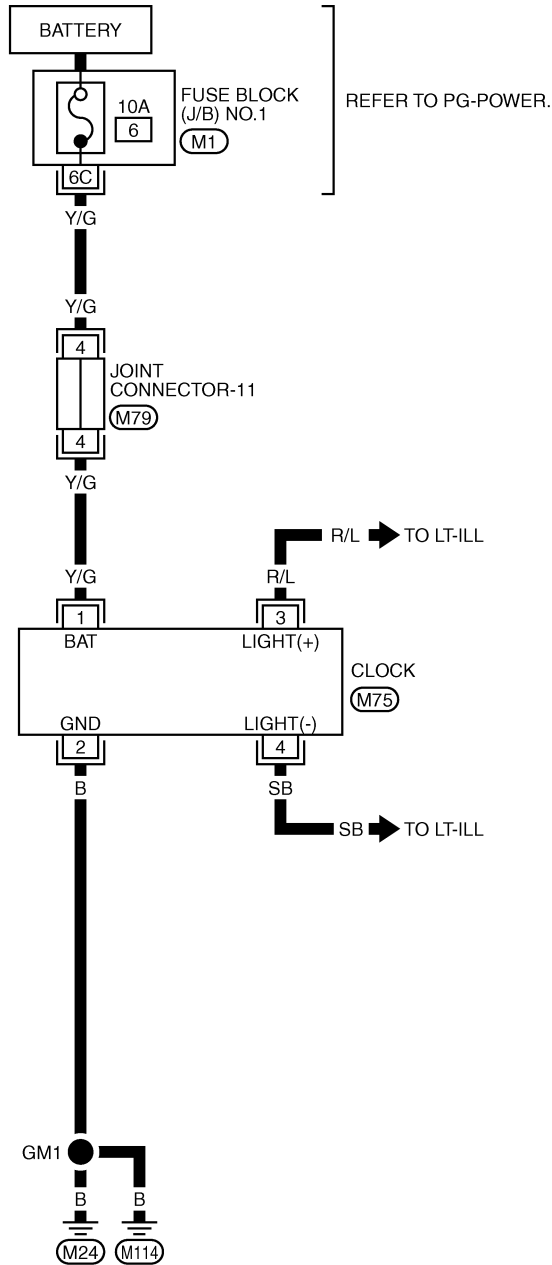 BATTERY
10A
6
FUSE BLOCK
(J/B) NO.1
M1
REFER TO PG-POWER.
6C
Y/G
Y/G
4
JOINT
CONNECTOR-11
M79
4
Y/G
R/L
TO LT-ILL
Y/G
R/L
1
3
BAT
LIGHT(+)
CLOCK
M75
GND
LIGHT(-)
2
4
B
SB
SB
TO LT-ILL
GM1
B
B
M24
M114